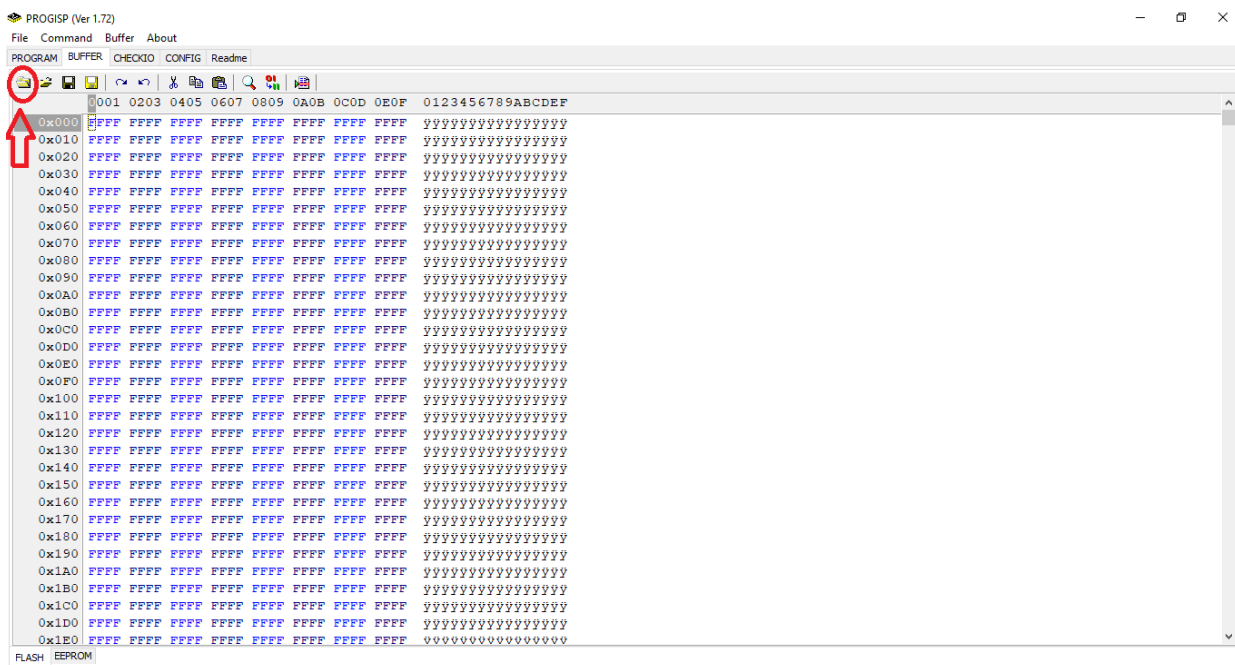 PROGISP (Ver 1.72)
File Command Buffer About
PROGRAM BUFFER CHECKIO CONFIG Readme
0001 0203 0405 0607 0809 0A0B 0C0D 0E0F 0123456789ABCDEF
0x000 FFFF FFFF FFFF FFFF FFFF FFFF FFFF FFFF ÿÿÿÿÿÿÿÿÿÿÿÿÿÿÿÿ
0x010 FFFF FFFF FFFF FFFF FFFF FFFF FFFF FFFF ÿÿÿÿÿÿÿÿÿÿÿÿÿÿÿÿ
0x020 FFFF FFFF FFFF FFFF FFFF FFFF FFFF FFFF ÿÿÿÿÿÿÿÿÿÿÿÿÿÿÿÿ
0x030 FFFF FFFF FFFF FFFF FFFF FFFF FFFF FFFF ÿÿÿÿÿÿÿÿÿÿÿÿÿÿÿÿ
0x040 FFFF FFFF FFFF FFFF FFFF FFFF FFFF FFFF ÿÿÿÿÿÿÿÿÿÿÿÿÿÿÿÿ
0x050 FFFF FFFF FFFF FFFF FFFF FFFF FFFF FFFF ÿÿÿÿÿÿÿÿÿÿÿÿÿÿÿÿ
0x060 FFFF FFFF FFFF FFFF FFFF FFFF FFFF FFFF ÿÿÿÿÿÿÿÿÿÿÿÿÿÿÿÿ
0x070 FFFF FFFF FFFF FFFF FFFF FFFF FFFF FFFF ÿÿÿÿÿÿÿÿÿÿÿÿÿÿÿÿ
0x080 FFFF FFFF FFFF FFFF FFFF FFFF FFFF FFFF ÿÿÿÿÿÿÿÿÿÿÿÿÿÿÿÿ
0x090 FFFF FFFF FFFF FFFF FFFF FFFF FFFF FFFF ÿÿÿÿÿÿÿÿÿÿÿÿÿÿÿÿ
0x0A0 FFFF FFFF FFFF FFFF FFFF FFFF FFFF FFFF ÿÿÿÿÿÿÿÿÿÿÿÿÿÿÿÿ
0x0B0 FFFF FFFF FFFF FFFF FFFF FFFF FFFF FFFF ÿÿÿÿÿÿÿÿÿÿÿÿÿÿÿÿ
0x0C0 FFFF FFFF FFFF FFFF FFFF FFFF FFFF FFFF ÿÿÿÿÿÿÿÿÿÿÿÿÿÿÿÿ
0x0D0 FFFF FFFF FFFF FFFF FFFF FFFF FFFF FFFF ÿÿÿÿÿÿÿÿÿÿÿÿÿÿÿÿ
0x0E0 FFFF FFFF FFFF FFFF FFFF FFFF FFFF FFFF ÿÿÿÿÿÿÿÿÿÿÿÿÿÿÿÿ
0x0F0 FFFF FFFF FFFF FFFF FFFF FFFF FFFF FFFF ÿÿÿÿÿÿÿÿÿÿÿÿÿÿÿÿ
0x100 FFFF FFFF FFFF FFFF FFFF FFFF FFFF FFFF ÿÿÿÿÿÿÿÿÿÿÿÿÿÿÿÿ
0x110 FFFF FFFF FFFF FFFF FFFF FFFF FFFF FFFF ÿÿÿÿÿÿÿÿÿÿÿÿÿÿÿÿ
0x120 FFFF FFFF FFFF FFFF FFFF FFFF FFFF FFFF ÿÿÿÿÿÿÿÿÿÿÿÿÿÿÿÿ
0x130 FFFF FFFF FFFF FFFF FFFF FFFF FFFF FFFF ÿÿÿÿÿÿÿÿÿÿÿÿÿÿÿÿ
0x140 FFFF FFFF FFFF FFFF FFFF FFFF FFFF FFFF ÿÿÿÿÿÿÿÿÿÿÿÿÿÿÿÿ
0x150 FFFF FFFF FFFF FFFF FFFF FFFF FFFF FFFF ÿÿÿÿÿÿÿÿÿÿÿÿÿÿÿÿ
0x160 FFFF FFFF FFFF FFFF FFFF FFFF FFFF FFFF ÿÿÿÿÿÿÿÿÿÿÿÿÿÿÿÿ
0x170 FFFF FFFF FFFF FFFF FFFF FFFF FFFF FFFF ÿÿÿÿÿÿÿÿÿÿÿÿÿÿÿÿ
0x180 FFFF FFFF FFFF FFFF FFFF FFFF FFFF FFFF ÿÿÿÿÿÿÿÿÿÿÿÿÿÿÿÿ
0x190 FFFF FFFF FFFF FFFF FFFF FFFF FFFF FFFF ÿÿÿÿÿÿÿÿÿÿÿÿÿÿÿÿ
0x1A0 FFFF FFFF FFFF FFFF FFFF FFFF FFFF FFFF ÿÿÿÿÿÿÿÿÿÿÿÿÿÿÿÿ
0x1B0 FFFF FFFF FFFF FFFF FFFF FFFF FFFF FFFF ÿÿÿÿÿÿÿÿÿÿÿÿÿÿÿÿ
0x1C0 FFFF FFFF FFFF FFFF FFFF FFFF FFFF FFFF ÿÿÿÿÿÿÿÿÿÿÿÿÿÿÿÿ
0x1D0 FFFF FFFF FFFF FFFF FFFF FFFF FFFF FFFF ÿÿÿÿÿÿÿÿÿÿÿÿÿÿÿÿ
0x1E0 FFFF FFFF FFFF FFFF FFFF FFFF FFFF FFFF ÿÿÿÿÿÿÿÿÿÿÿÿÿÿÿÿ
FLASH EEPROM